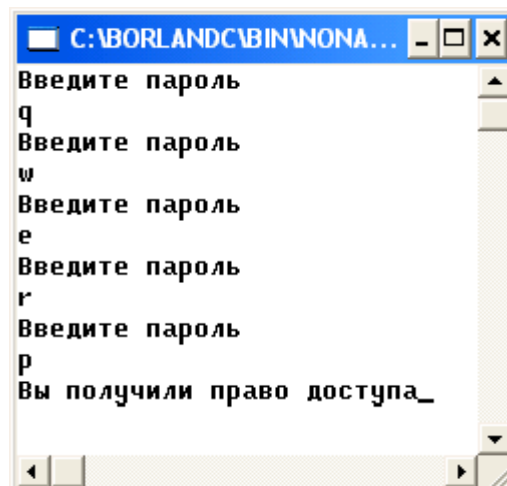 C:\BORLANDC\BIN\NONA...
Введите пароль
q
Введите пароль
w
Введите пароль
e
Введите пароль
r
Введите пароль
p
Вы получили право доступа_